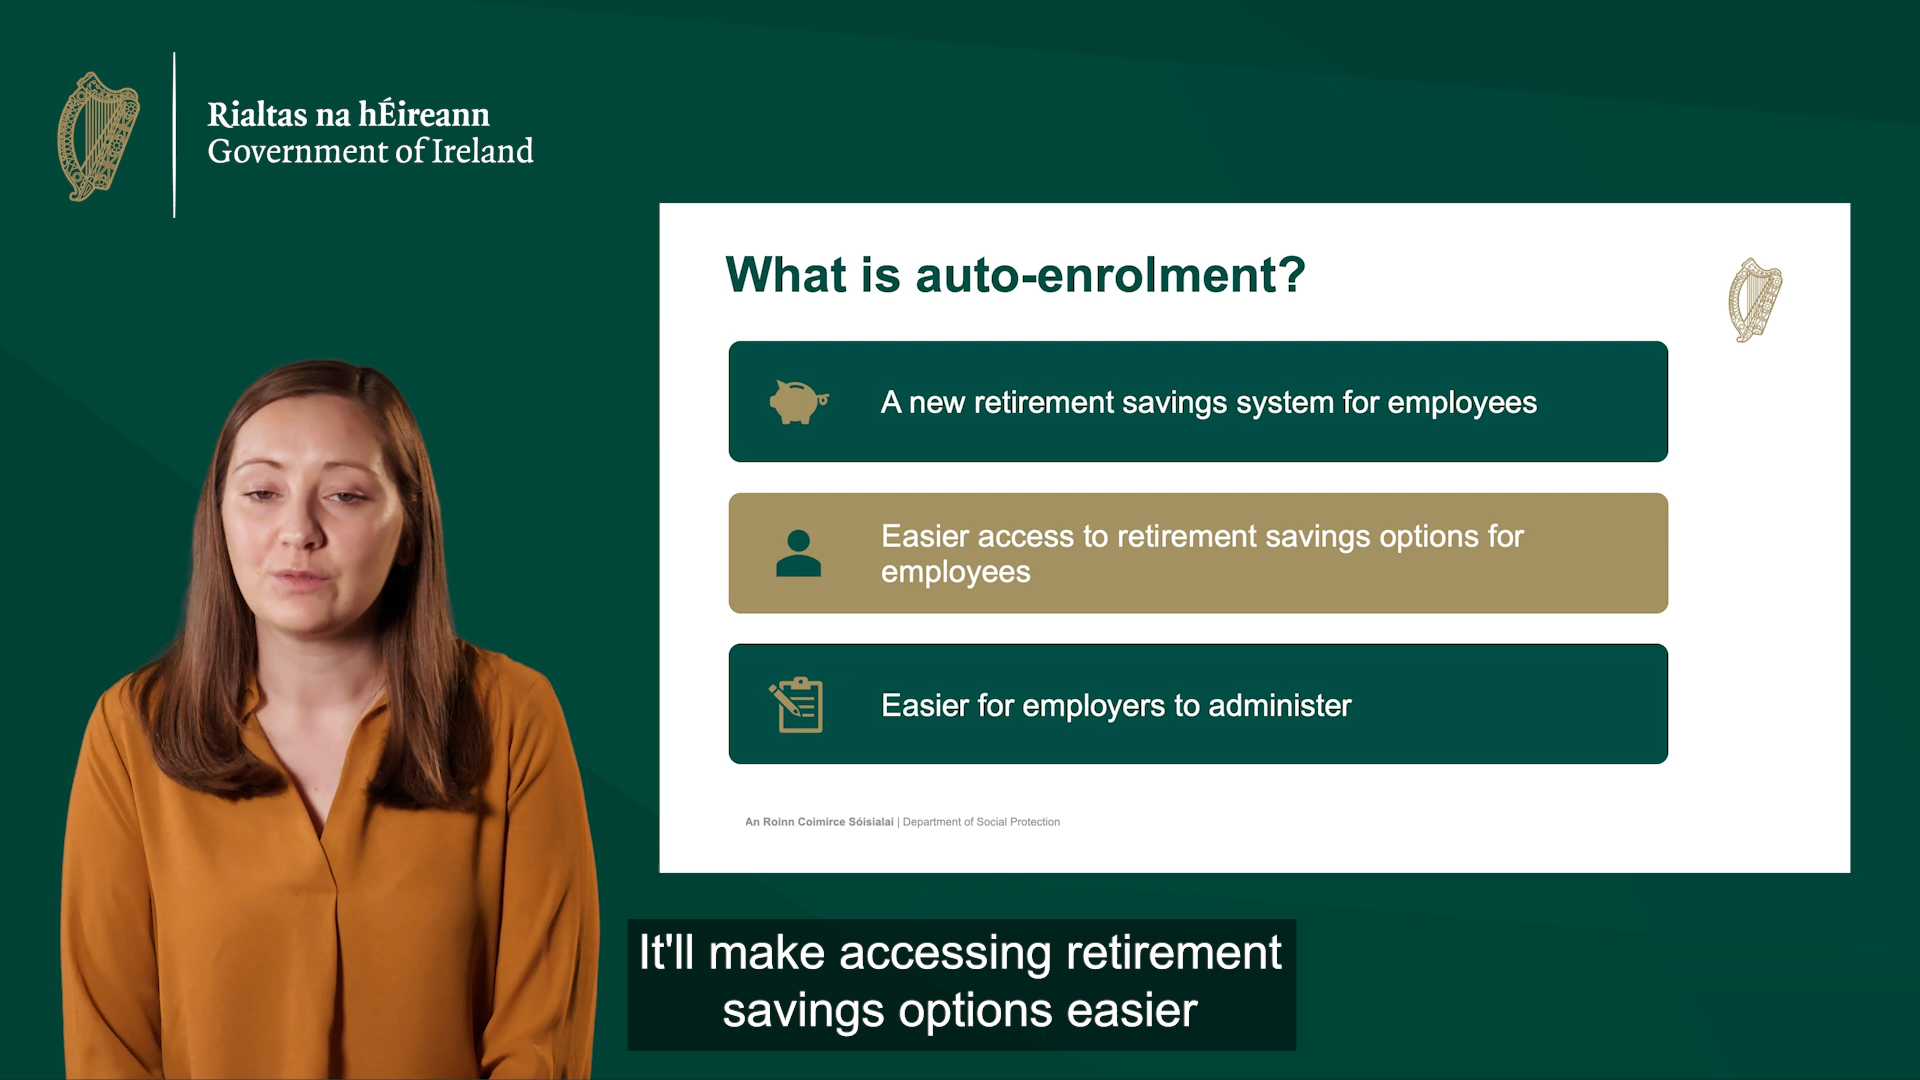 Rialtas na hÉireann
Government of Ireland
What is auto-enrolment?
A new retirement savings system for employees
Easier access to retirement savings options for
employees
Easier for employers to administer
An Roinn Coimirce Sóisialaí | Department of Social Protection
It'll make accessing retirement
savings options easier